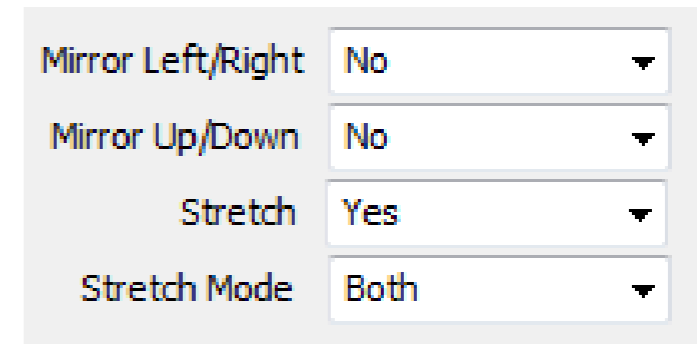 Mirror Left/Right No
Mirror Up/Down No
Stretch Yes
Stretch Mode Both